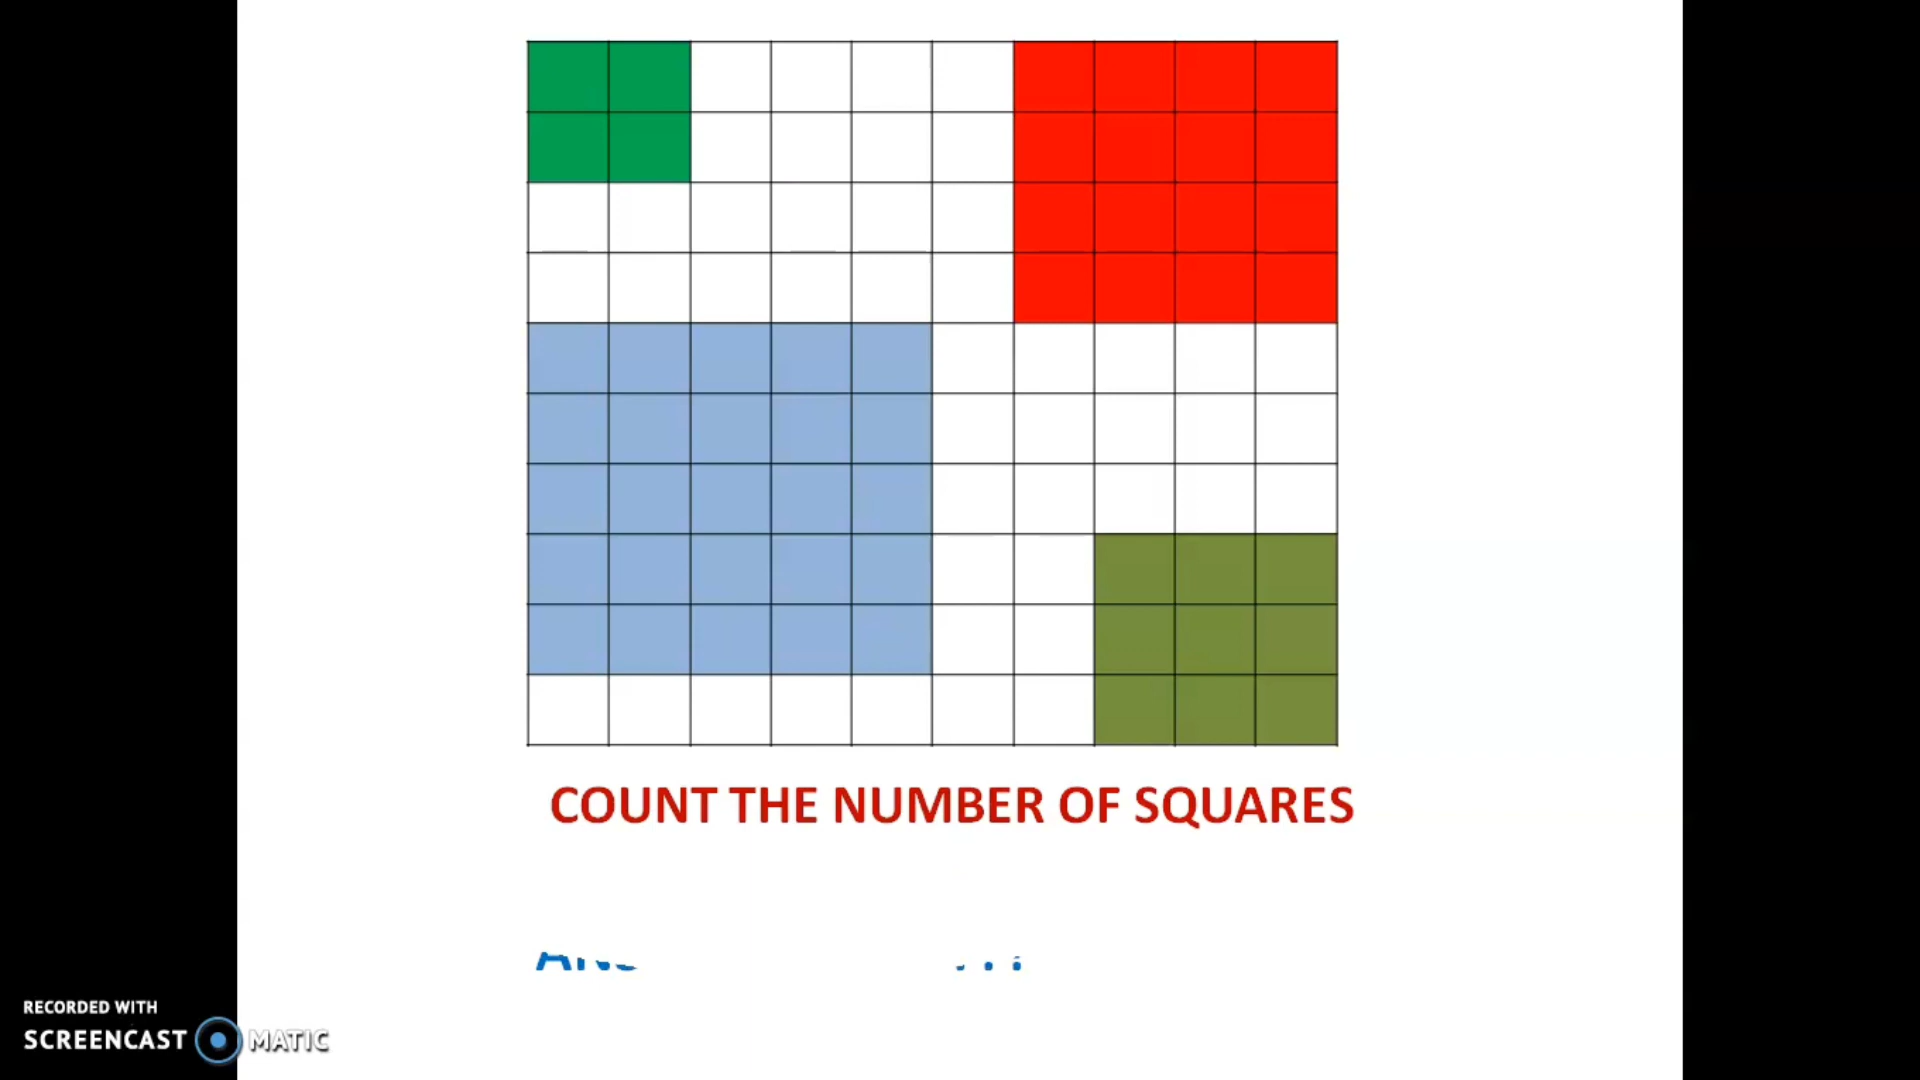 COUNT THE NUMBER OF SQUARES
RECORDED WITH
SCREENCAST MATIC